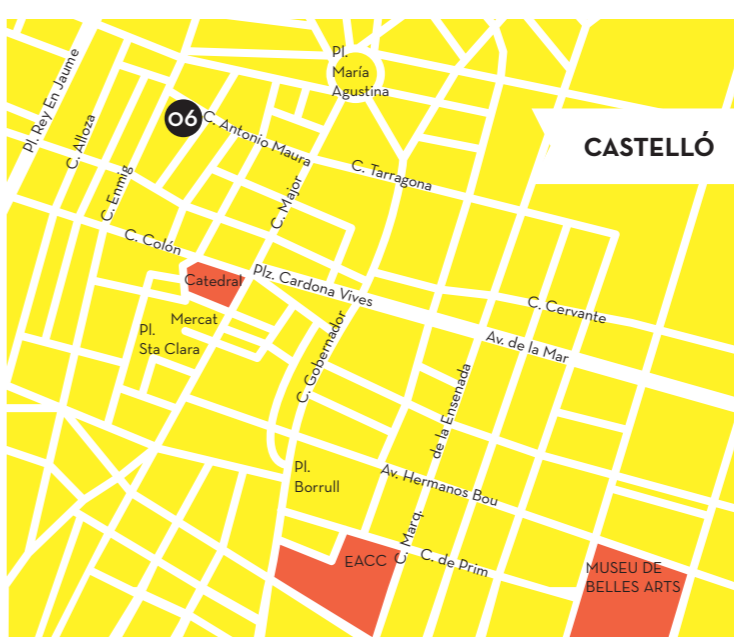 Pl.
María
Agustina
Pl. Rey En Jaume
C. Alloza
06
C. Antonio Maura
CASTELLÓ
C. Enmig
C. Major
C. Tarragona
C. Colón
Catedral
Plz. Cardona Vives
Mercat
Pl.
Sta Clara
C. Gobernador
C. Cervante
Av. de la Mar
de la Ensenada
C. Marq.
Pl.
Borrull
Av. Hermanos Bou
EACC
C. de Prim
MUSEU DE
BELLES ARTS